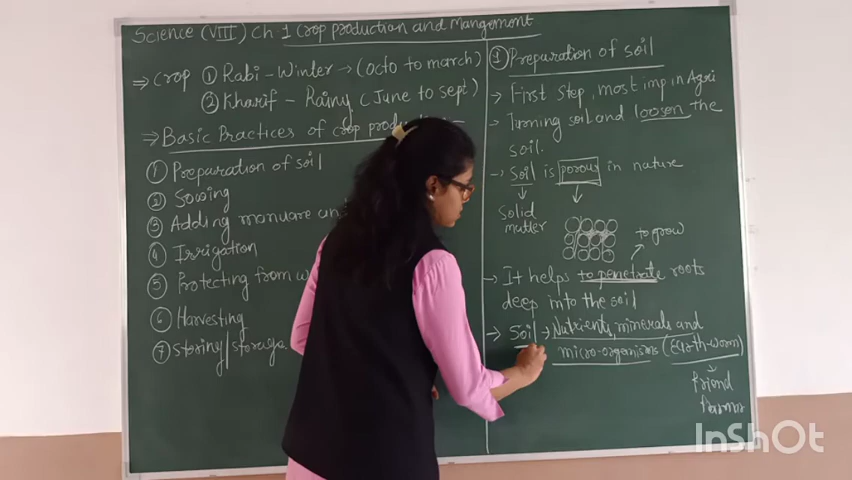 Science (VIII) Ch-1 Crop production and Mangement
⇒ Crop ① Rabi - Winter → (Octo to march)
② Kharif - Rainy (June to sept)
⇒ Basic Practices of crop
① Preparation of soil
② Sowing
③ Adding manuare
④ Irrigation
⑤ Protecting from
⑥ Harvesting
⑦ Storing/storage
① Preparation of soil
→ First step, most imp in Agri
→ Turning soil and loosen the
soil.
→ Soil is porous in nature
Solid
matter
to grow
→ It helps to penetrate roots
deep into the soil
→ Soil → Nutrients, minerals and
micro-organisms (Earth-worm)
friend
InShOt